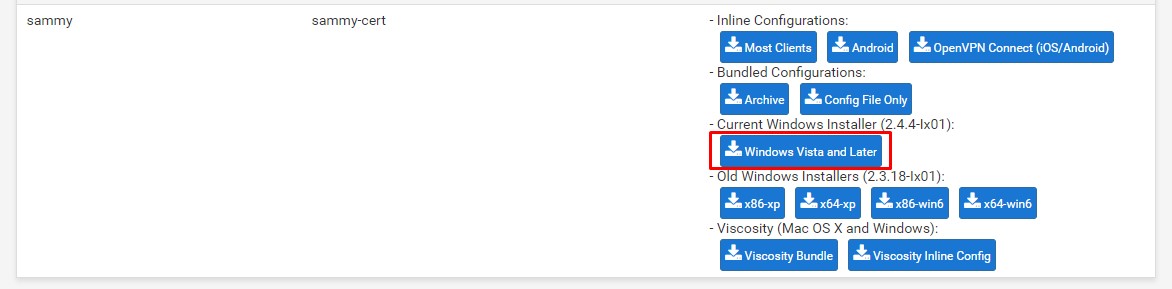 sammy sammy-cert - Inline Configurations:
Most Clients Android OpenVPN Connect (iOS/Android)
- Bundled Configurations:
Archive Config File Only
- Current Windows Installer (2.4.4-Ix01):
Windows Vista and Later
- Old Windows Installers (2.3.18-Ix01):
x86-xp x64-xp x86-win6 x64-win6
- Viscosity (Mac OS X and Windows):
Viscosity Bundle Viscosity Inline Config